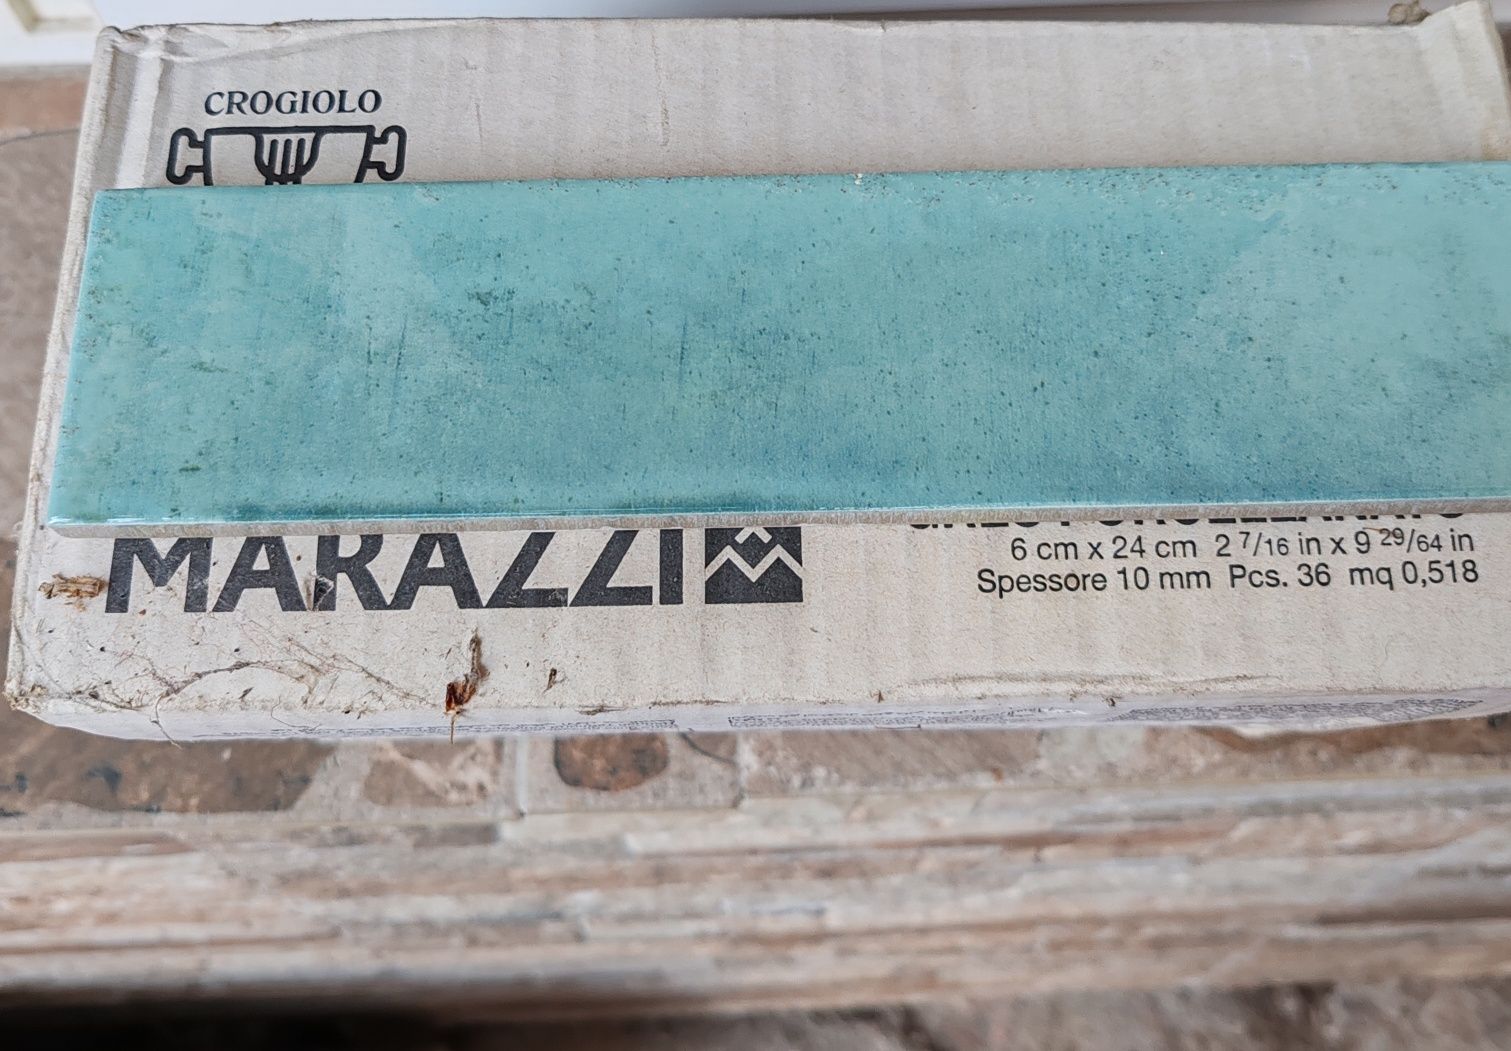 CROGIOLO
MARAZZI
6 cm x 24 cm 2 7/16 in x 9 29/64 in
Spessore 10 mm Pcs. 36 mq 0,518